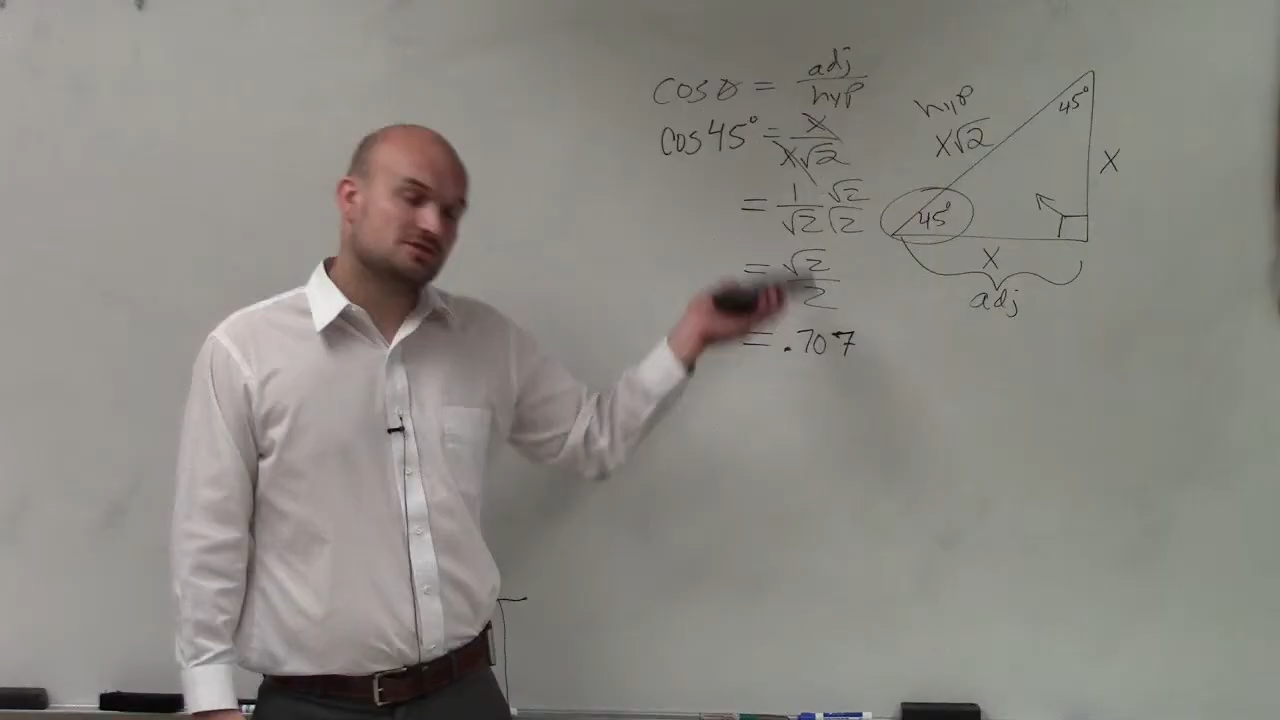 cos θ = adj/hyp
cos 45° = x/x√2
= 1/√2 √2/√2
= √2/2
= .707
hyp
x√2
45°
x
45°
x
adj